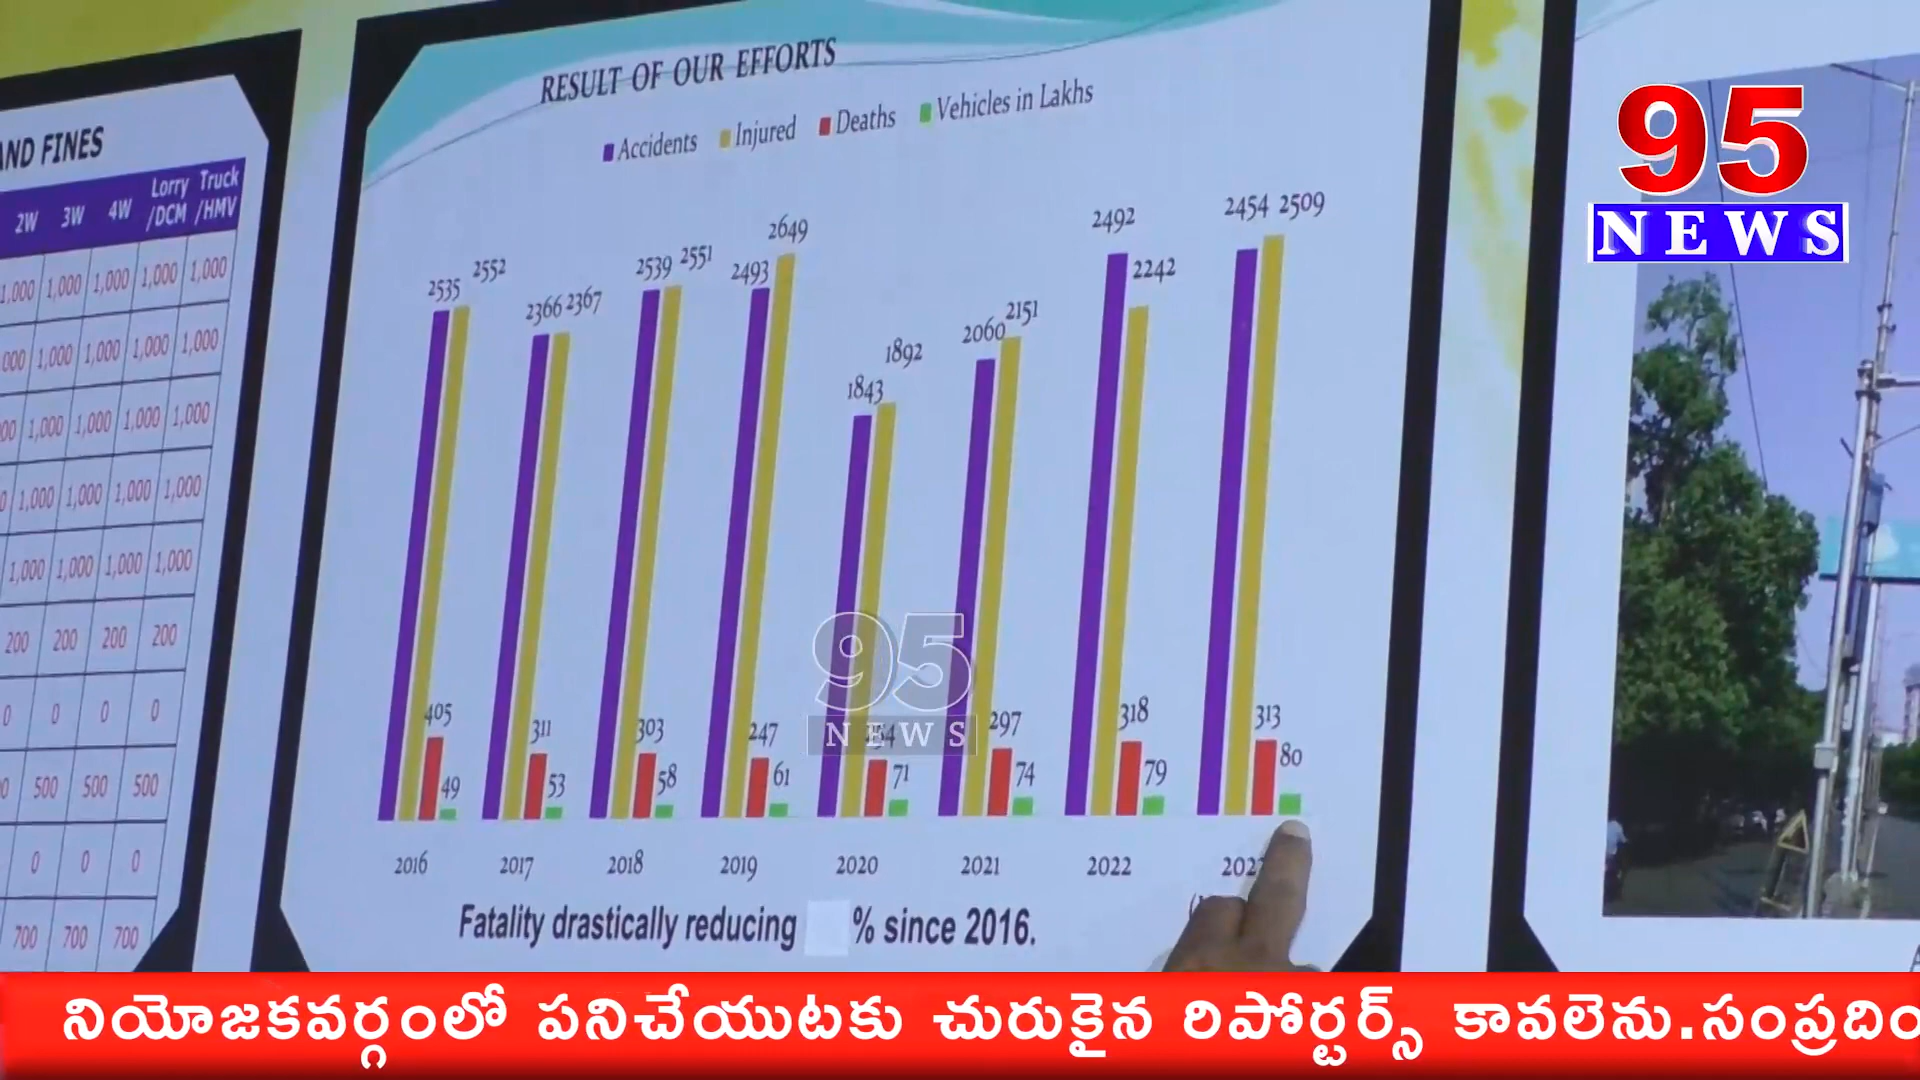 AND FINES
2W 3W 4W Lorry /DCM Truck /HMV
1,000 1,000 1,000 1,000 1,000
1,000 1,000 1,000 1,000
1,000 1,000 1,000 1,000
1,000 1,000 1,000 1,000
1,000 1,000 1,000 1,000
200 200 200 200
0 0 0 0
500 500 500
0 0 0
700 700 700
RESULT OF OUR EFFORTS
Accidents Injured Deaths Vehicles in Lakhs
2535 2552 2366 2367 2539 2551 2493 2649 1843 1892 2060 2151 2492 2242 2454 2509
405 49 311 53 303 58 247 61 71 297 74 318 79 313 80
2016 2017 2018 2019 2020 2021 2022
Fatality drastically reducing % since 2016.
95
NEWS
95
NEWS
నియోజకవర్గంలో పనిచేయుటకు చురుకైన రిపోర్టర్స్ కావలెను.సంప్రదిం